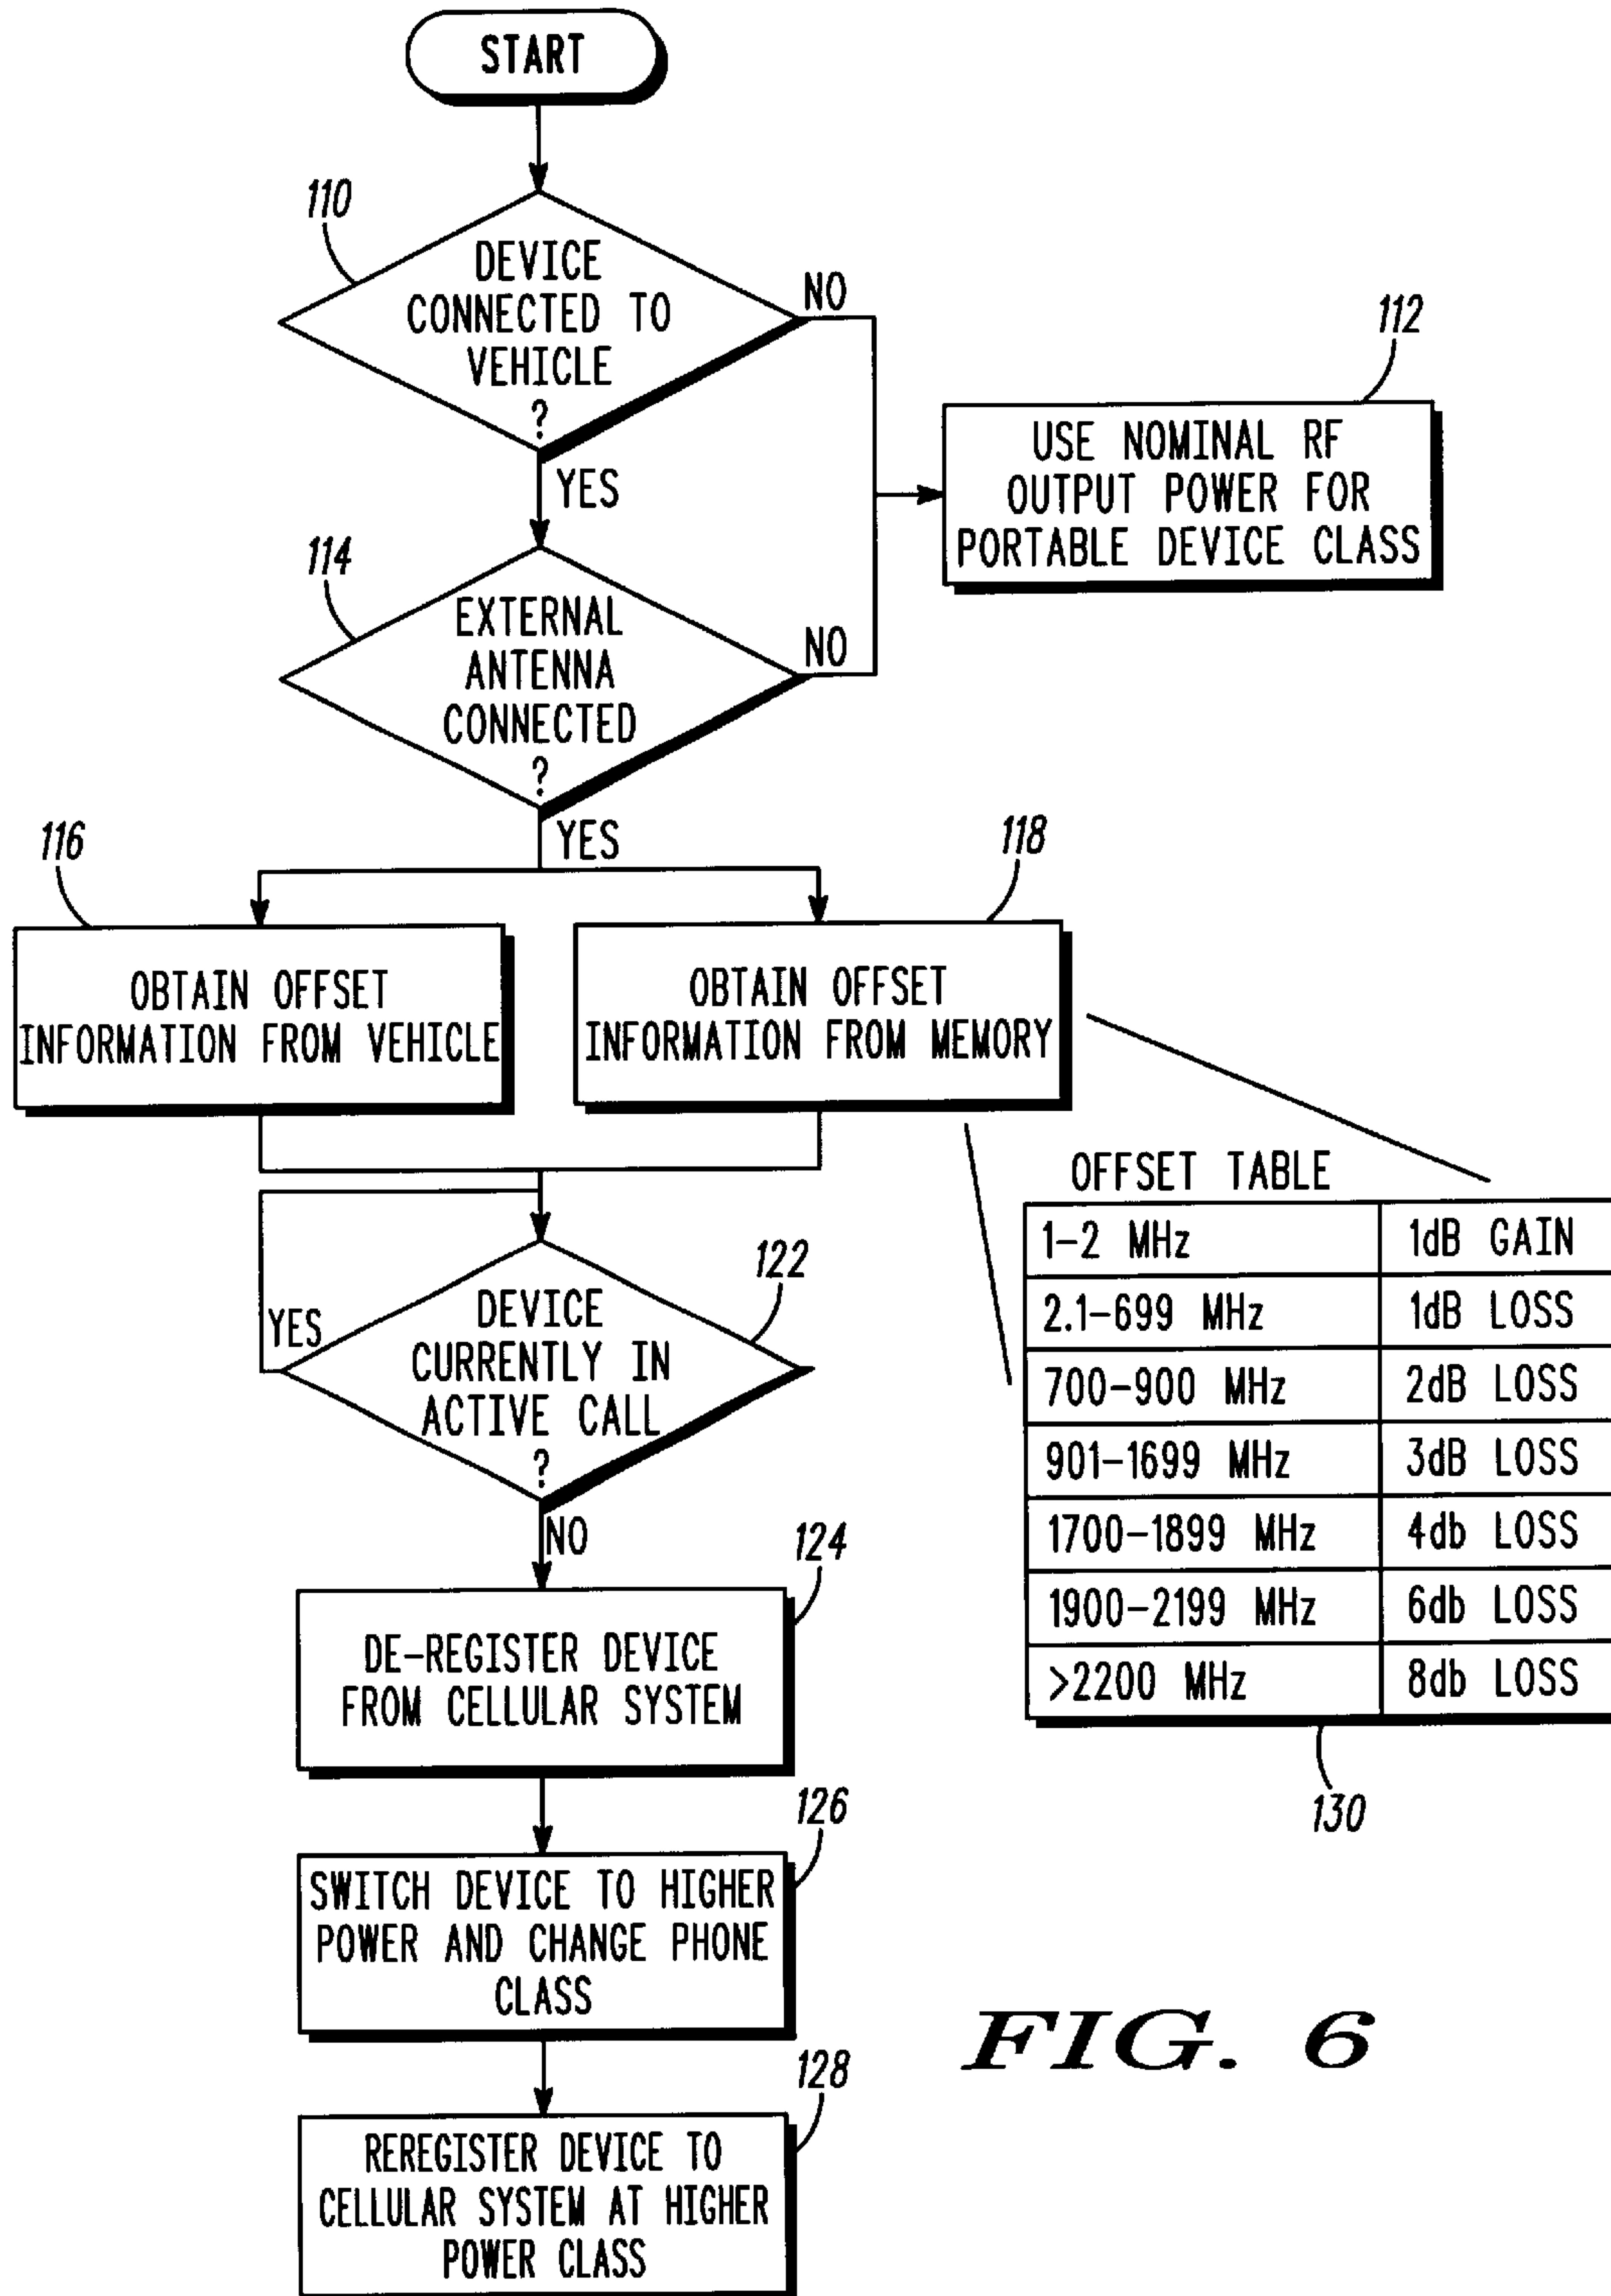 START
110
DEVICE
CONNECTED TO
VEHICLE
?
NO
YES
112
USE NOMINAL RF
OUTPUT POWER FOR
PORTABLE DEVICE CLASS
114
EXTERNAL
ANTENNA
CONNECTED
?
NO
YES
116
OBTAIN OFFSET
INFORMATION FROM VEHICLE
118
OBTAIN OFFSET
INFORMATION FROM MEMORY
OFFSET TABLE
1-2 MHz 1dB GAIN
2.1-699 MHz 1dB LOSS
700-900 MHz 2dB LOSS
901-1699 MHz 3dB LOSS
1700-1899 MHz 4db LOSS
1900-2199 MHz 6db LOSS
>2200 MHz 8db LOSS
130
122
DEVICE
CURRENTLY IN
ACTIVE CALL
?
YES
NO
124
DE-REGISTER DEVICE
FROM CELLULAR SYSTEM
126
SWITCH DEVICE TO HIGHER
POWER AND CHANGE PHONE
CLASS
128
REREGISTER DEVICE TO
CELLULAR SYSTEM AT HIGHER
POWER CLASS
FIG. 6